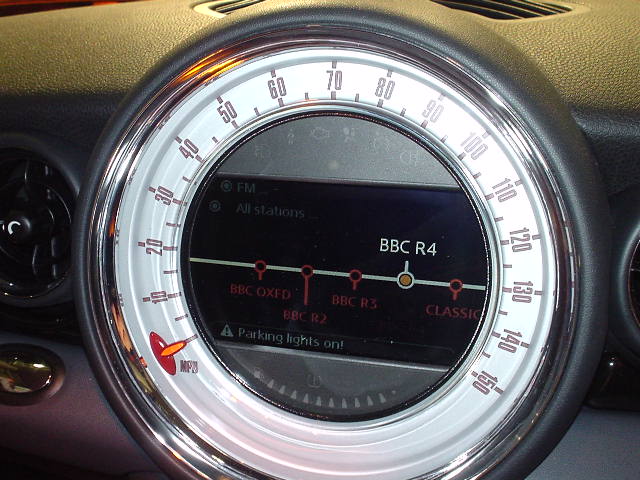 10
20
30
40
50
60
70
80
90
100
110
120
130
140
150
MPH
FM
All stations
BBC R4
BBC OXFD
BBC R2
BBC R3
CLASSIC
Parking lights on!